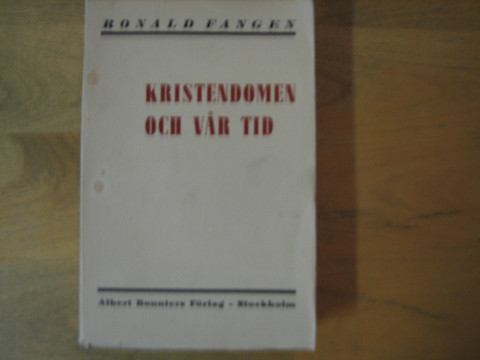 RONALD FANGEN
KRISTENDOMEN
OCH VÅR TID
Albert Bonniers Förlag - Stockholm